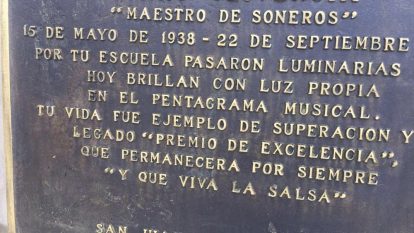 "MAESTRO DE SONEROS"
15 DE MAYO DE 1938 - 22 DE SEPTIEMBRE
POR TU ESCUELA PASARON LUMINARIAS
HOY BRILLAN CON LUZ PROPIA
EN EL PENTAGRAMA MUSICAL.
TU VIDA FUE EJEMPLO DE SUPERACION Y
LEGADO "PREMIO DE EXCELENCIA",
QUE PERMANECERA POR SIEMPRE
"Y QUE VIVA LA SALSA"
SAN